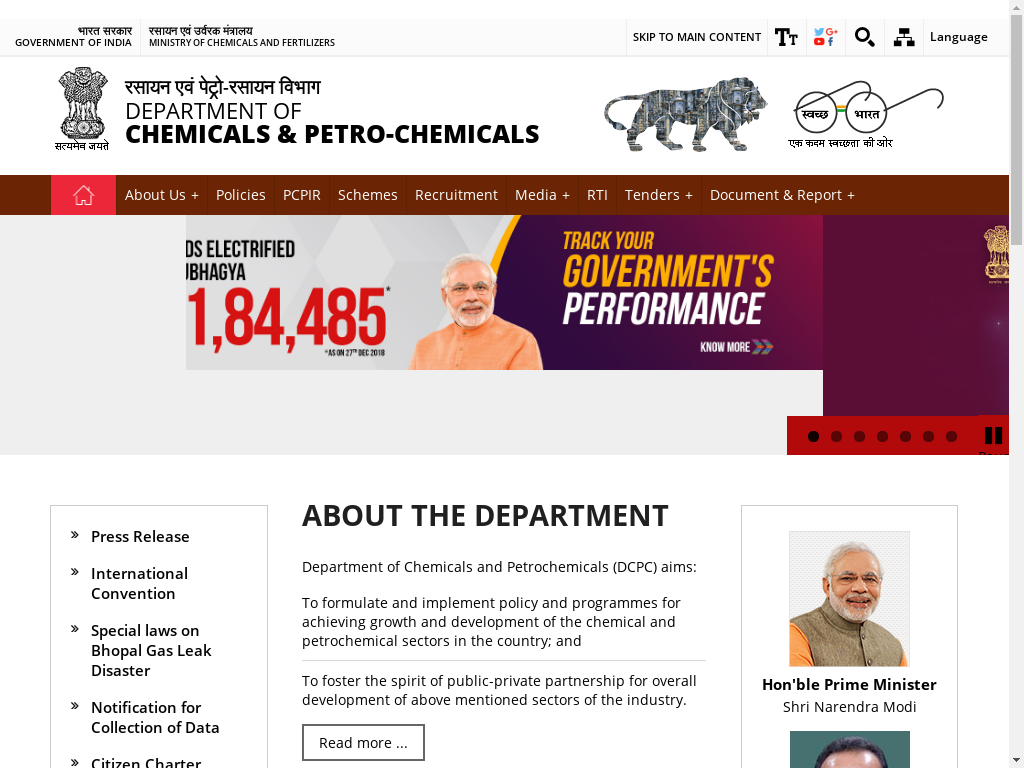 भारत सरकार
GOVERNMENT OF INDIA
रसायन एवं उर्वरक मंत्रालय
MINISTRY OF CHEMICALS AND FERTILIZERS
SKIP TO MAIN CONTENT
Language
सत्यमेव जयते
रसायन एवं पेट्रो-रसायन विभाग
DEPARTMENT OF
CHEMICALS & PETRO-CHEMICALS
स्वच्छ भारत
एक कदम स्वच्छता की ओर
About Us + Policies PCPIR Schemes Recruitment Media + RTI Tenders + Document & Report +
DS ELECTRIFIED
UBHAGYA
1,84,485*
*AS ON 27TH DEC 2018
TRACK YOUR
GOVERNMENT'S
PERFORMANCE
KNOW MORE
Press Release
International
Convention
Special laws on
Bhopal Gas Leak
Disaster
Notification for
Collection of Data
Citizen Charter
ABOUT THE DEPARTMENT
Department of Chemicals and Petrochemicals (DCPC) aims:
To formulate and implement policy and programmes for
achieving growth and development of the chemical and
petrochemical sectors in the country; and
To foster the spirit of public-private partnership for overall
development of above mentioned sectors of the industry.
Read more ...
Hon'ble Prime Minister
Shri Narendra Modi